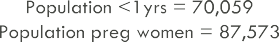 Population <1yrs = 70,059
Population preg women = 87,573